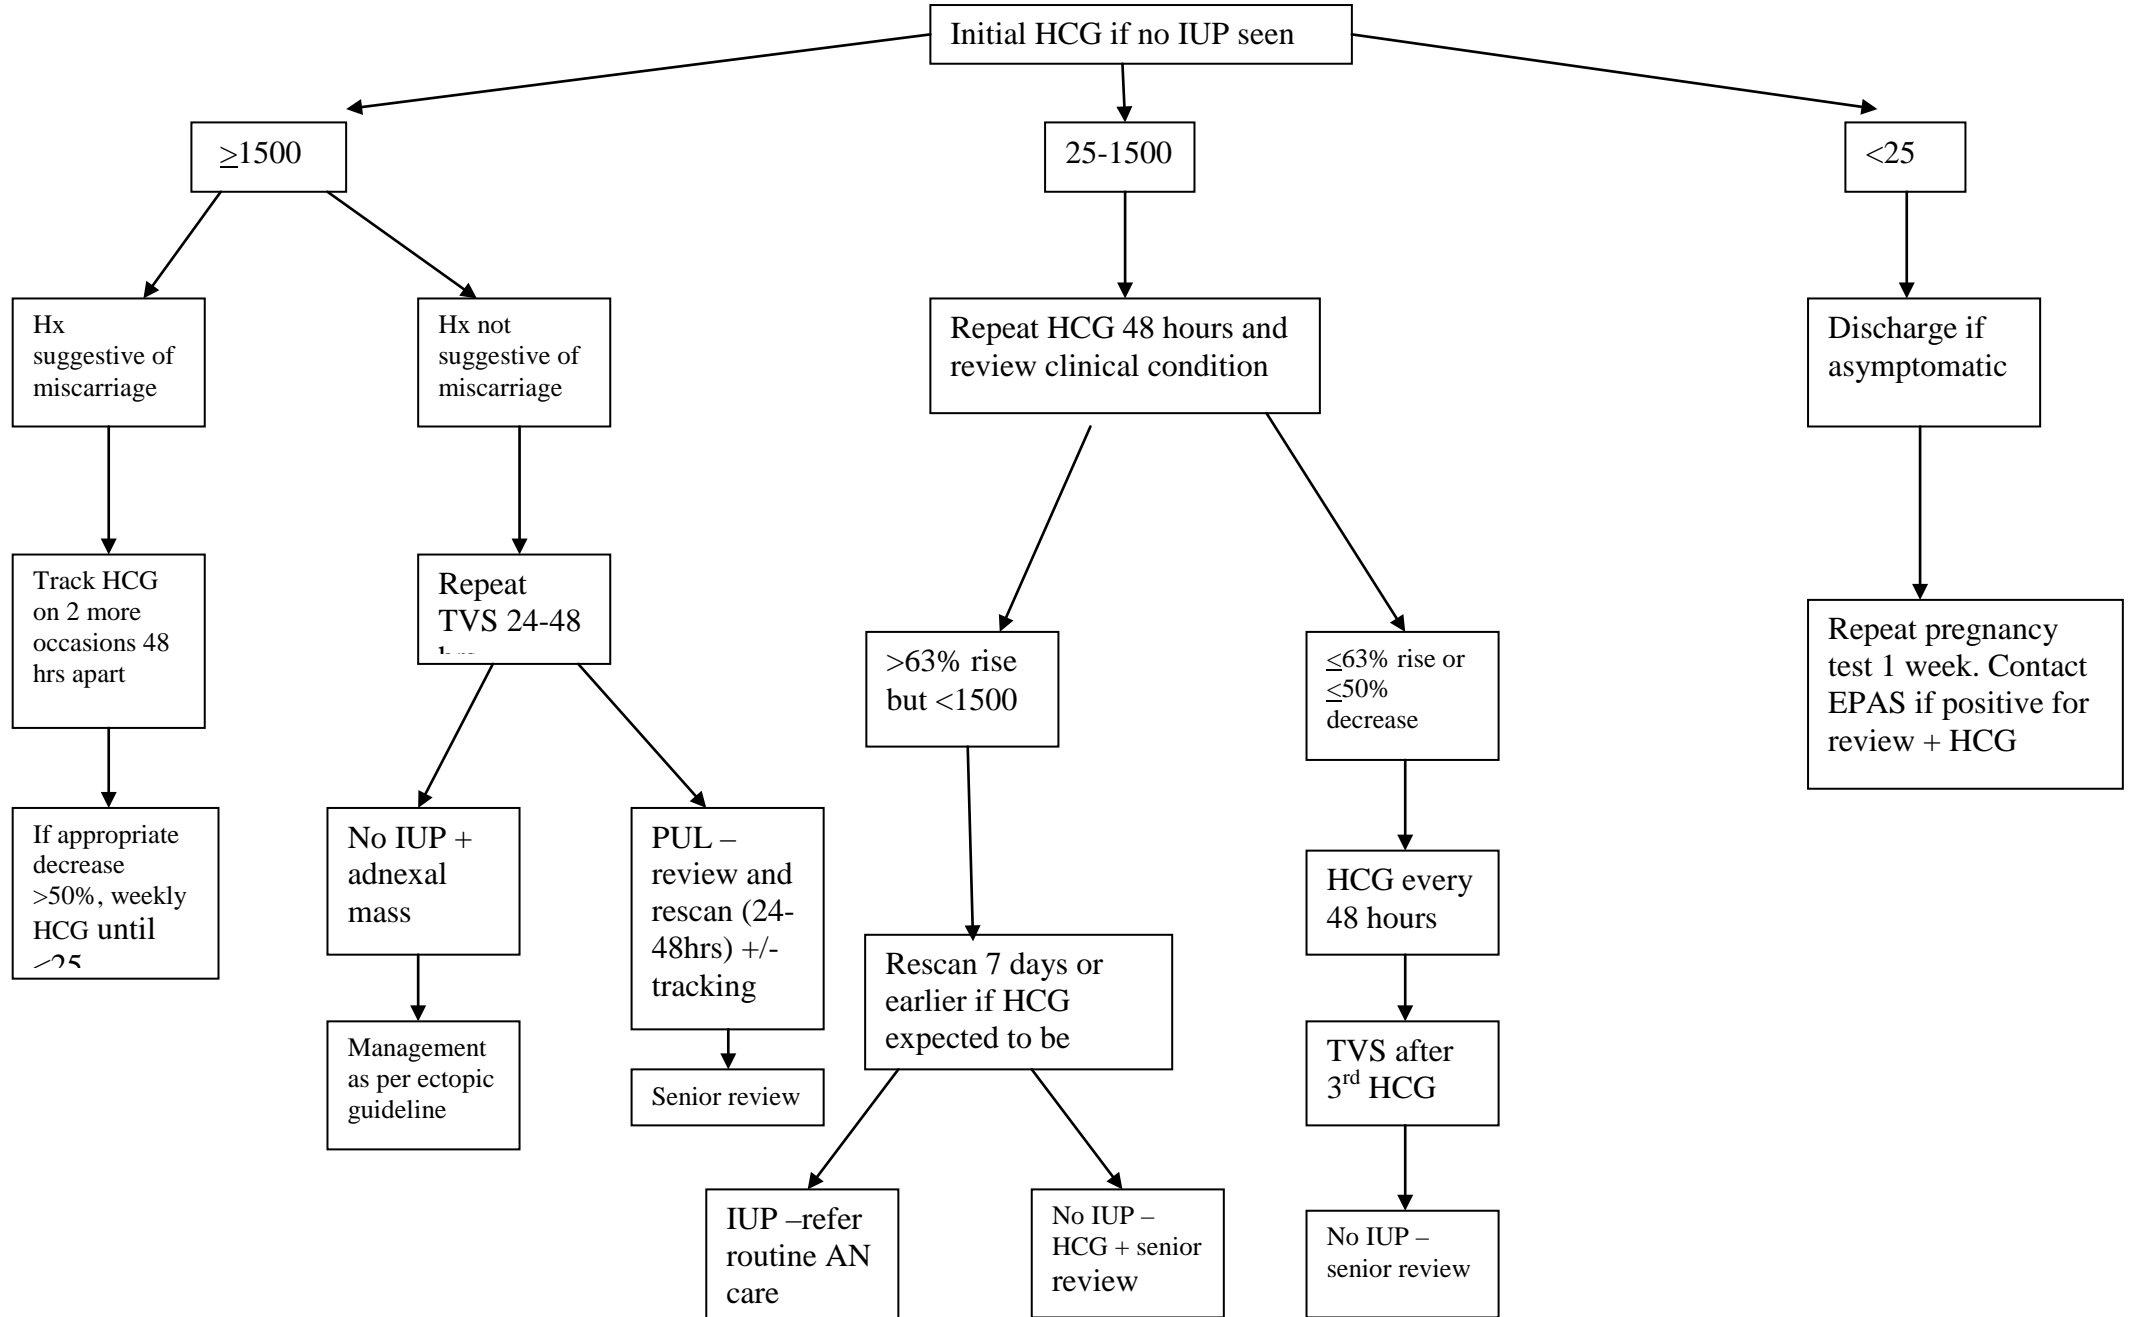 Initial HCG if no IUP seen
≥1500
25-1500
<25
Hx
suggestive of
miscarriage
Hx not
suggestive of
miscarriage
Repeat HCG 48 hours and
review clinical condition
Discharge if
asymptomatic
Track HCG
on 2 more
occasions 48
hrs apart
Repeat
TVS 24-48
>63% rise
but <1500
≤63% rise or
≤50%
decrease
Repeat pregnancy
test 1 week. Contact
EPAS if positive for
review + HCG
If appropriate
decrease
>50%, weekly
HCG until
<25
No IUP +
adnexal
mass
PUL –
review and
rescan (24-
48hrs) +/-
tracking
HCG every
48 hours
Rescan 7 days or
earlier if HCG
expected to be
Management
as per ectopic
guideline
Senior review
TVS after
3rd HCG
IUP –refer
routine AN
care
No IUP –
HCG + senior
review
No IUP –
senior review